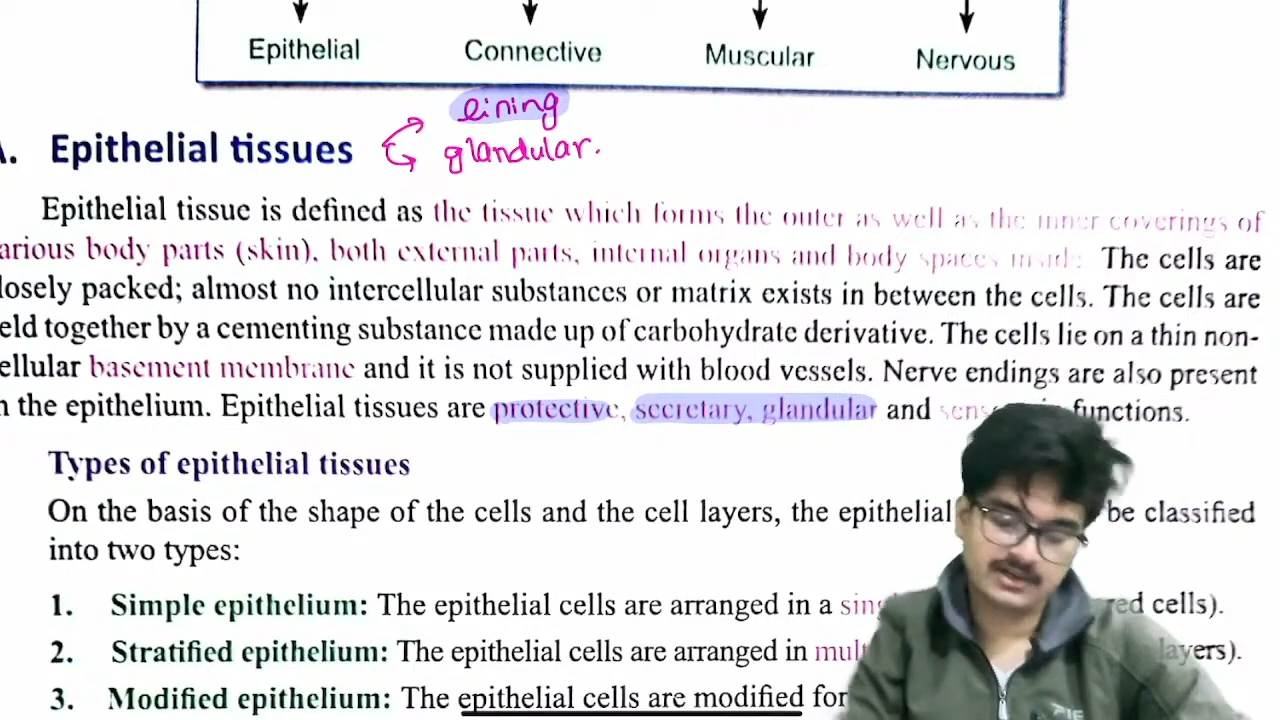 Epithelial Connective Muscular Nervous
lining
A. Epithelial tissues
glandular.
Epithelial tissue is defined as the tissue which forms the outer as well as the inner coverings of
arious body parts (skin), both external parts, internal organs and body spaces inside. The cells are
losely packed; almost no intercellular substances or matrix exists in between the cells. The cells are
eld together by a cementing substance made up of carbohydrate derivative. The cells lie on a thin non-
ellular basement membrane and it is not supplied with blood vessels. Nerve endings are also present
n the epithelium. Epithelial tissues are protective, secretary, glandular and functions.
Types of epithelial tissues
On the basis of the shape of the cells and the cell layers, the epithelial be classified
into two types:
1. Simple epithelium: The epithelial cells are arranged in a cells).
2. Stratified epithelium: The epithelial cells are arranged in layers).
3. Modified epithelium: The epithelial cells are modified for